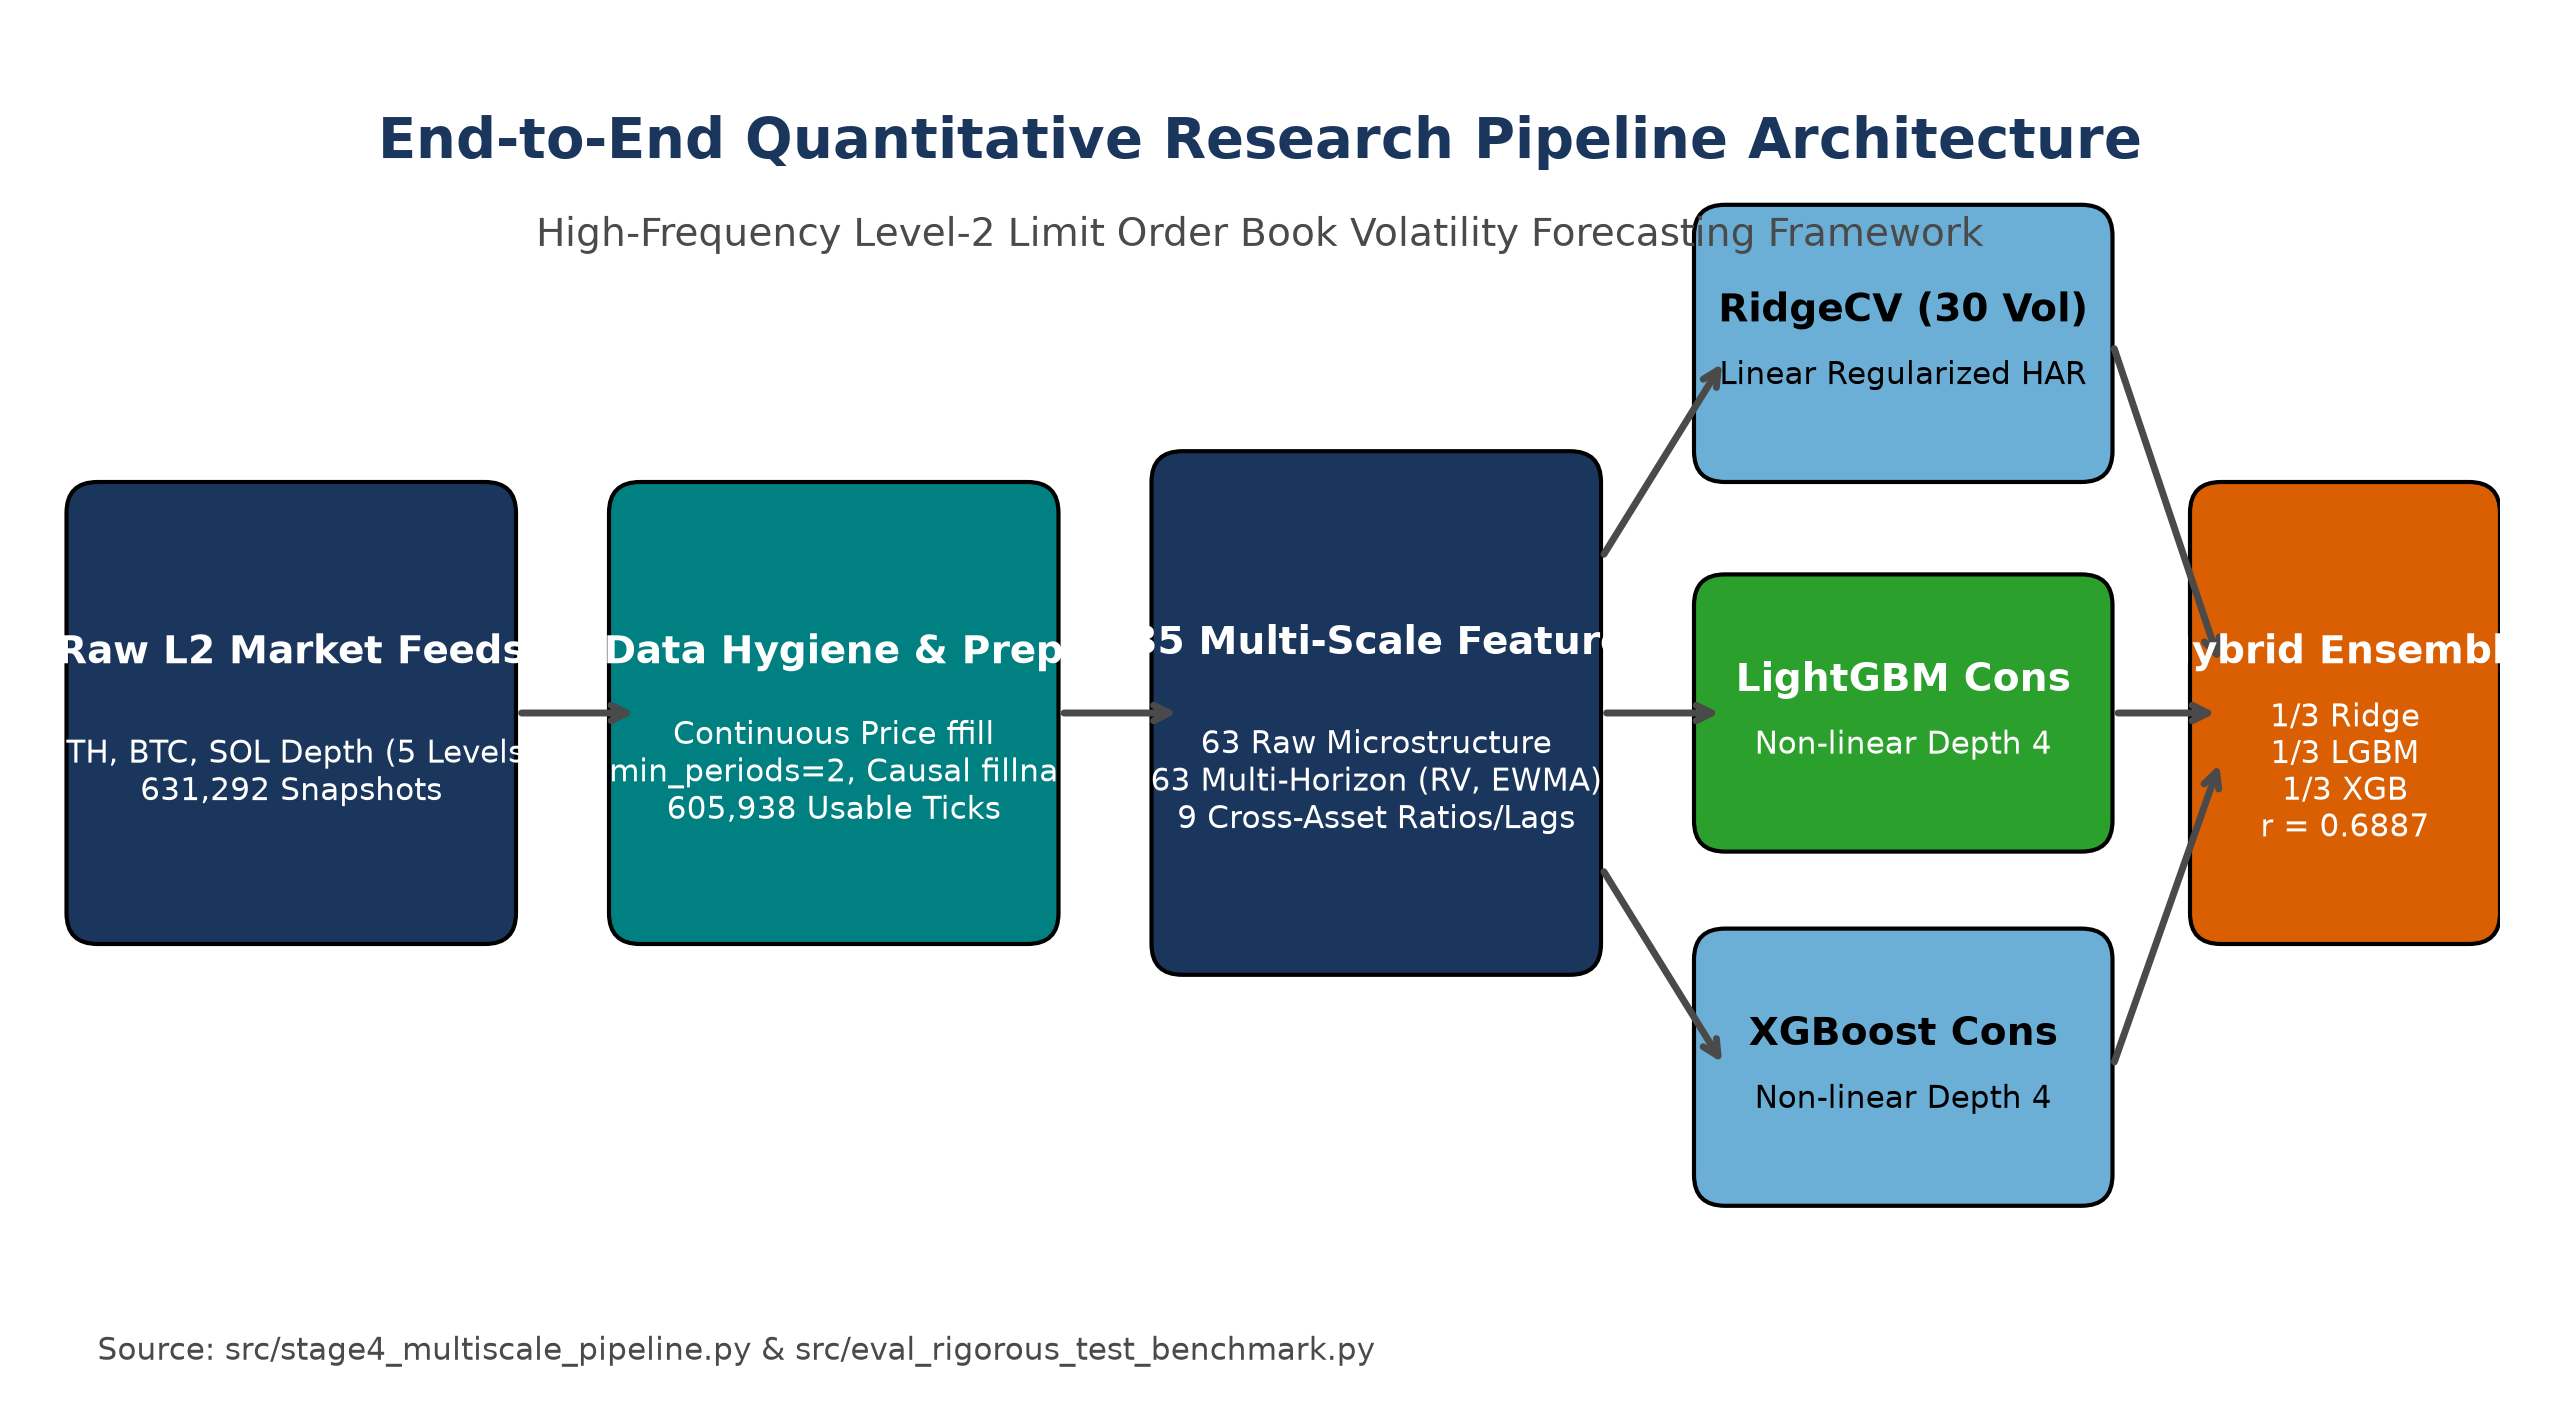 End-to-End Quantitative Research Pipeline Architecture
High-Frequency Level-2 Limit Order Book Volatility Forecasting Framework
Raw L2 Market Feeds
TH, BTC, SOL Depth (5 Levels
631,292 Snapshots
Data Hygiene & Prep
Continuous Price ffill
min_periods=2, Causal fillna
605,938 Usable Ticks
35 Multi-Scale Feature
63 Raw Microstructure
63 Multi-Horizon (RV, EWMA)
9 Cross-Asset Ratios/Lags
RidgeCV (30 Vol)
Linear Regularized HAR
LightGBM Cons
Non-linear Depth 4
XGBoost Cons
Non-linear Depth 4
ybrid Ensembl
1/3 Ridge
1/3 LGBM
1/3 XGB
r = 0.6887
Source: src/stage4_multiscale_pipeline.py & src/eval_rigorous_test_benchmark.py